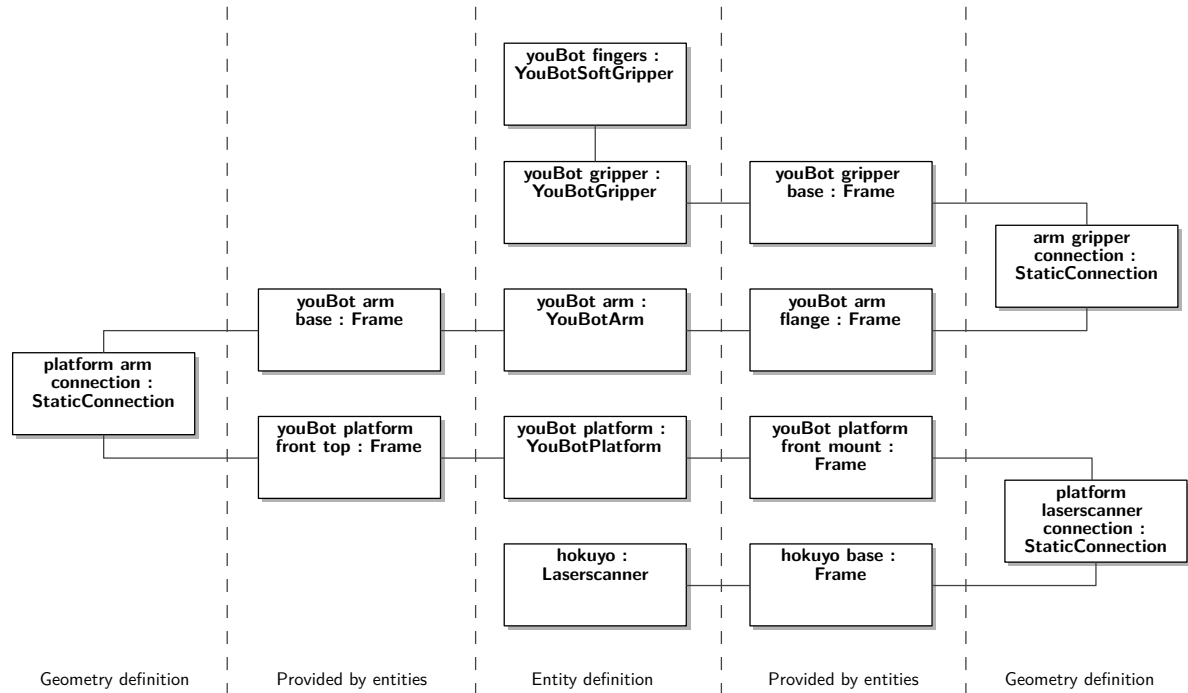 youBot fingers :
YouBotSoftGripper
youBot gripper :
YouBotGripper
youBot gripper
base : Frame
arm gripper
connection :
StaticConnection
youBot arm
base : Frame
youBot arm :
YouBotArm
youBot arm
flange : Frame
platform arm
connection :
StaticConnection
youBot platform
front top : Frame
youBot platform :
YouBotPlatform
youBot platform
front mount :
Frame
platform
laserscanner
connection :
StaticConnection
hokuyo :
Laserscanner
hokuyo base :
Frame
Geometry definition
Provided by entities
Entity definition
Provided by entities
Geometry definition